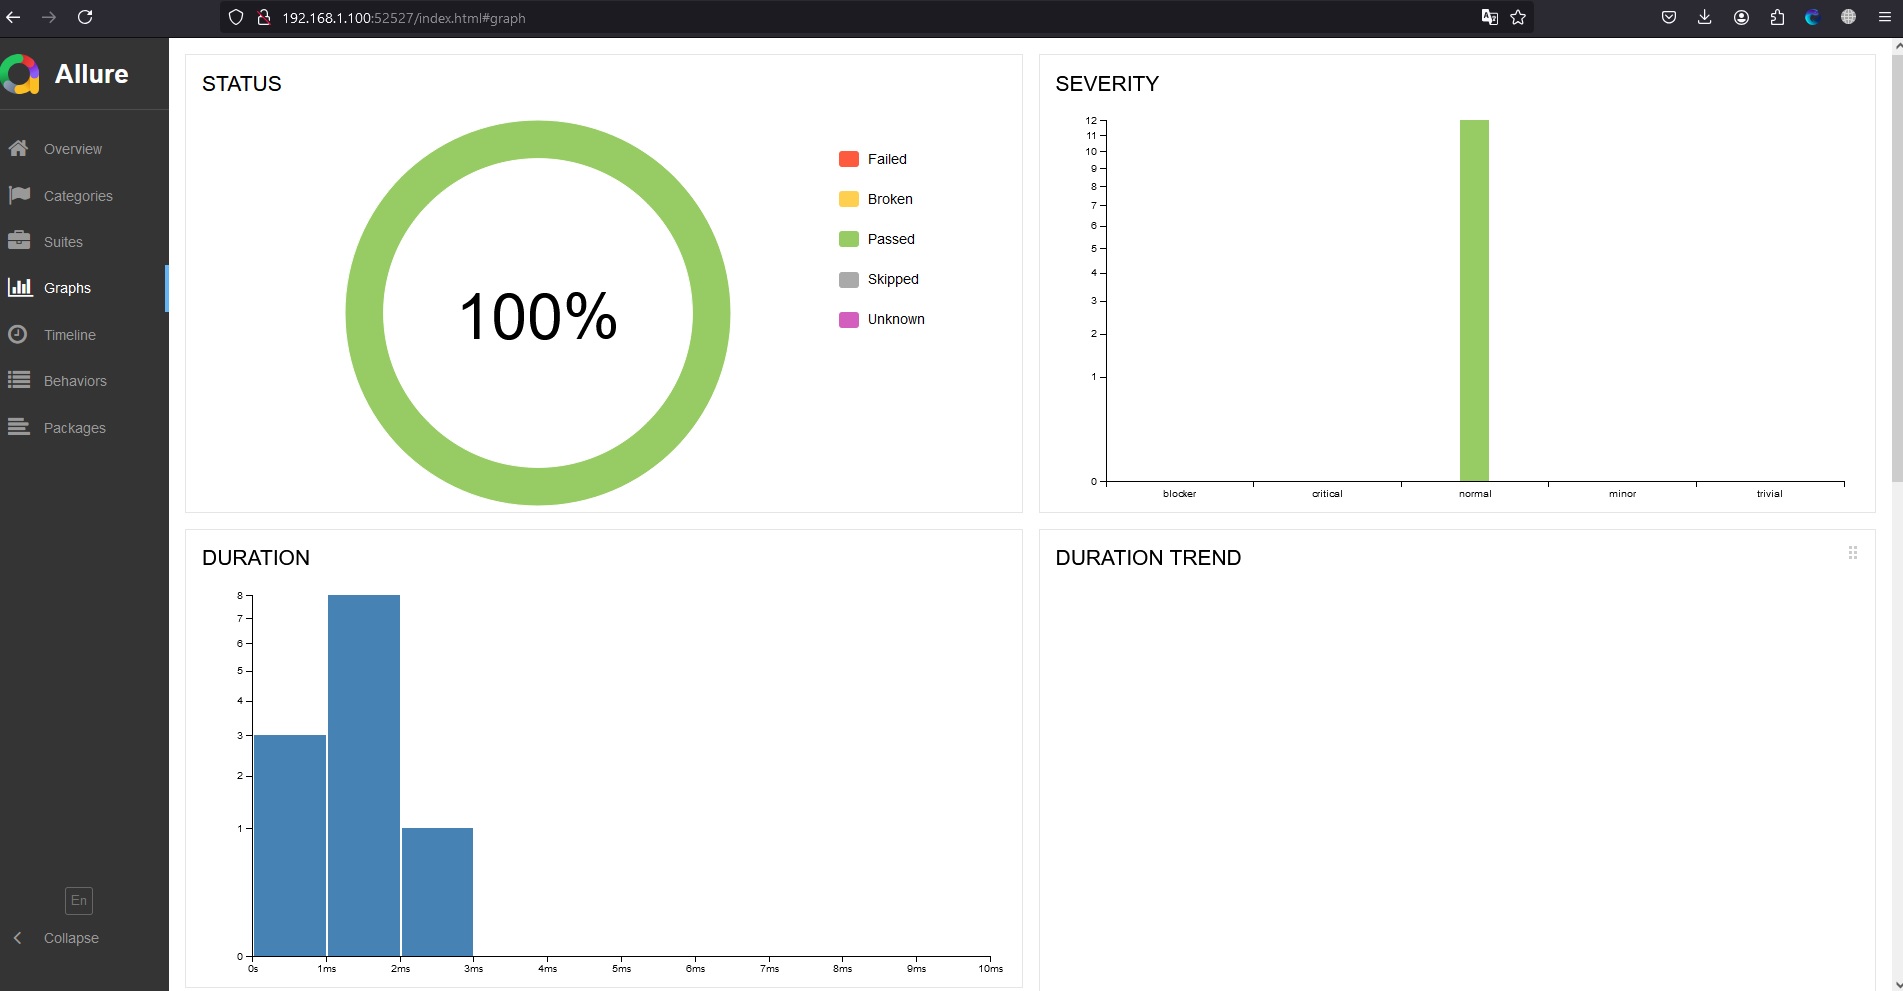 192.168.1.100:52527/index.html#graph
Allure
Overview
Categories
Suites
Graphs
Timeline
Behaviors
Packages
En
Collapse
STATUS
100%
Failed
Broken
Passed
Skipped
Unknown
SEVERITY
12
11
10
9
8
7
6
5
4
3
2
1
0
blocker critical normal minor trivial
DURATION
8
7
6
5
4
3
2
1
0
0s 1ms 2ms 3ms 4ms 5ms 6ms 7ms 8ms 9ms 10ms
DURATION TREND